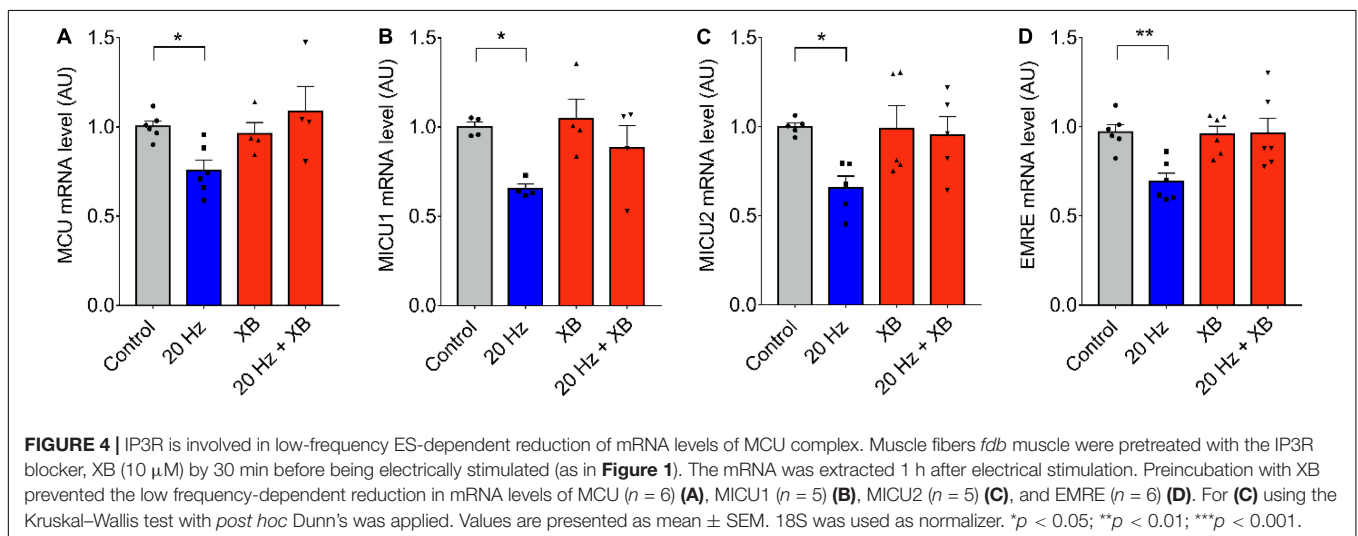 A
MCU mRNA level (AU)
1.5
1.0
0.5
0.0
*
Control
20 Hz
XB
20 Hz + XB
B
MICU1 mRNA level (AU)
1.5
1.0
0.5
0.0
*
Control
20 Hz
XB
20 Hz + XB
C
MICU2 mRNA level (AU)
1.5
1.0
0.5
0.0
*
Control
20 Hz
XB
20 Hz + XB
D
EMRE mRNA level (AU)
1.5
1.0
0.5
0.0
**
Control
20 Hz
XB
20 Hz + XB
FIGURE 4 | IP3R is involved in low-frequency ES-dependent reduction of mRNA levels of MCU complex. Muscle fibers fdb muscle were pretreated with the IP3R
blocker, XB (10 μM) by 30 min before being electrically stimulated (as in Figure 1). The mRNA was extracted 1 h after electrical stimulation. Preincubation with XB
prevented the low frequency-dependent reduction in mRNA levels of MCU (n = 6) (A), MICU1 (n = 5) (B), MICU2 (n = 5) (C), and EMRE (n = 6) (D). For (C) using the
Kruskal–Wallis test with post hoc Dunn's was applied. Values are presented as mean ± SEM. 18S was used as normalizer. *p < 0.05; **p < 0.01; ***p < 0.001.